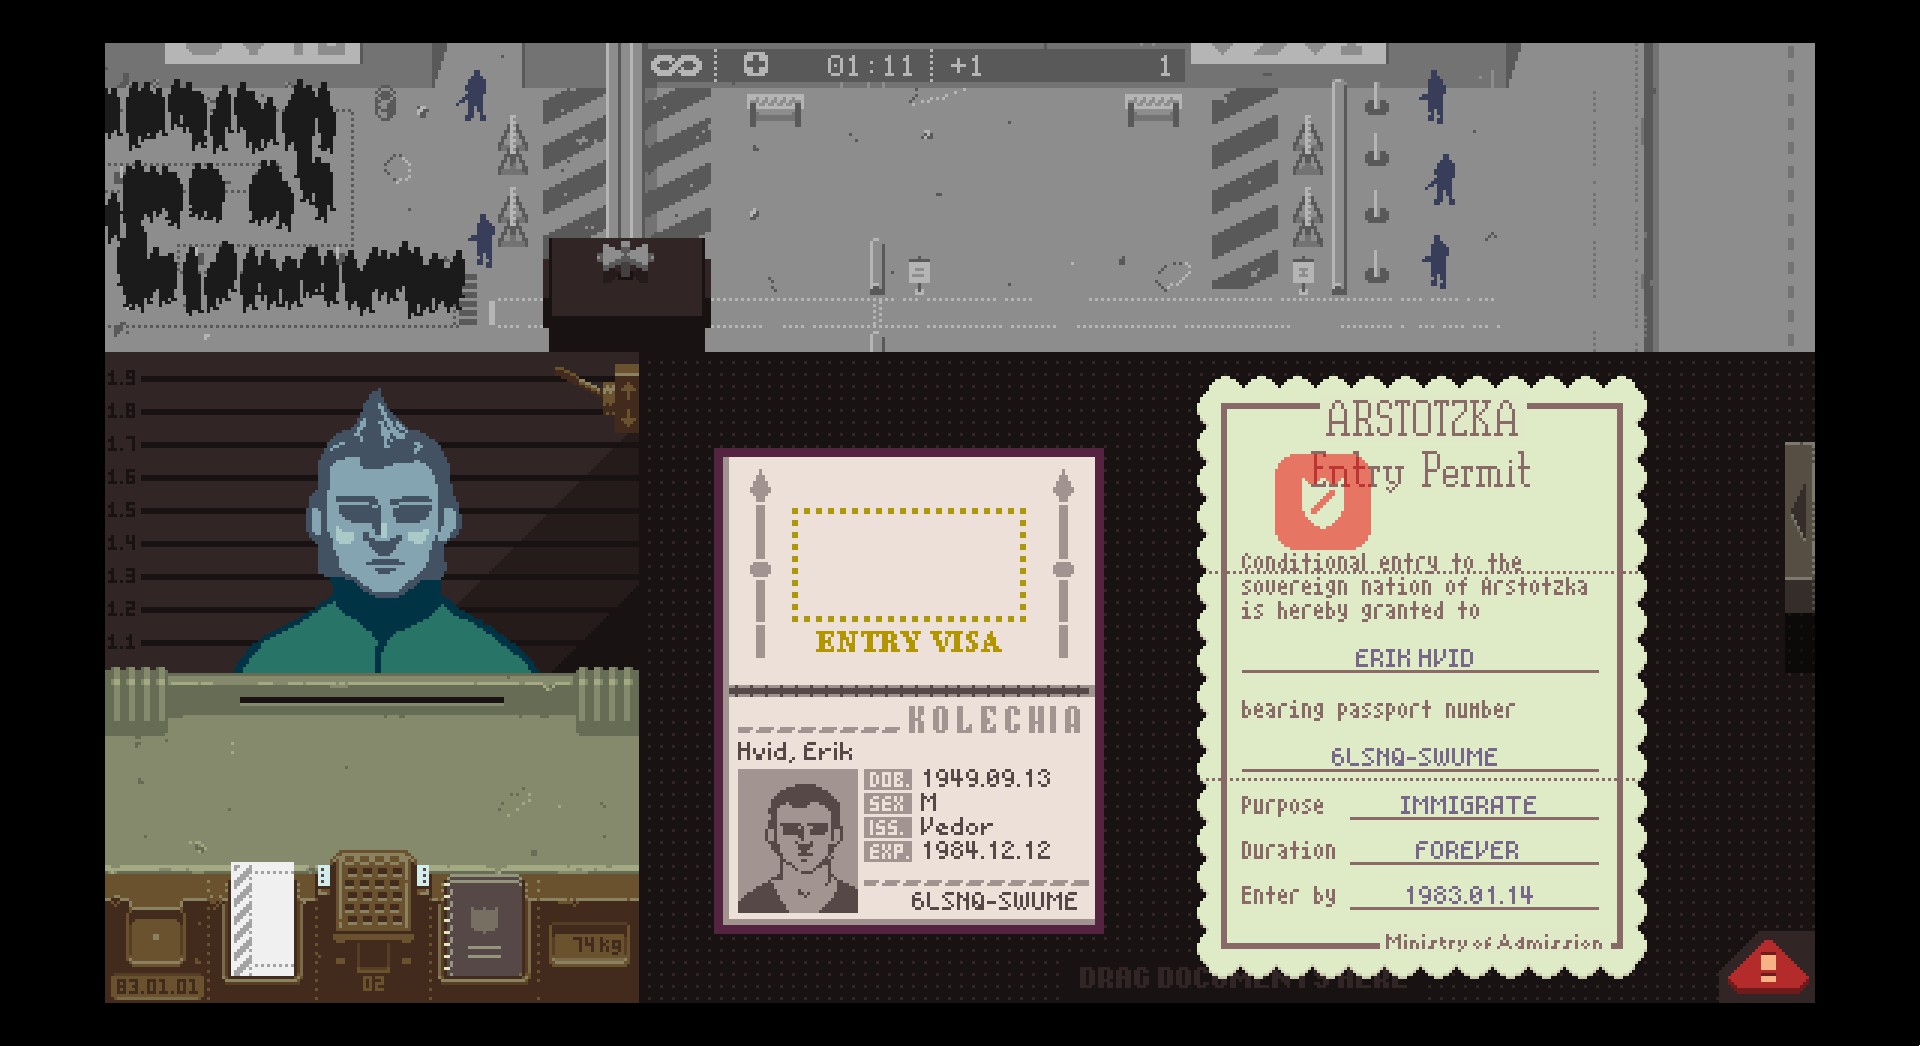 01:11
+1
1
1.9
1.8
1.7
1.6
1.5
1.4
1.3
1.2
1.1
ENTRY VISA
KOLECHIA
Hvid, Erik
DOB. 1949.09.13
SEX M
ISS. Vedor
EXP. 1984.12.12
6LSNQ-SWUME
ARSTOTZKA
Entry Permit
Conditional entry to the
sovereign nation of Arstotzka
is hereby granted to
ERIK HVID
bearing passport number
6LSNQ-SWUME
Purpose IMMIGRATE
Duration FOREVER
Enter by 1983.01.14
Ministry of Admission
74kg
83.01.01
02
DRAG DOCUMENTS HERE